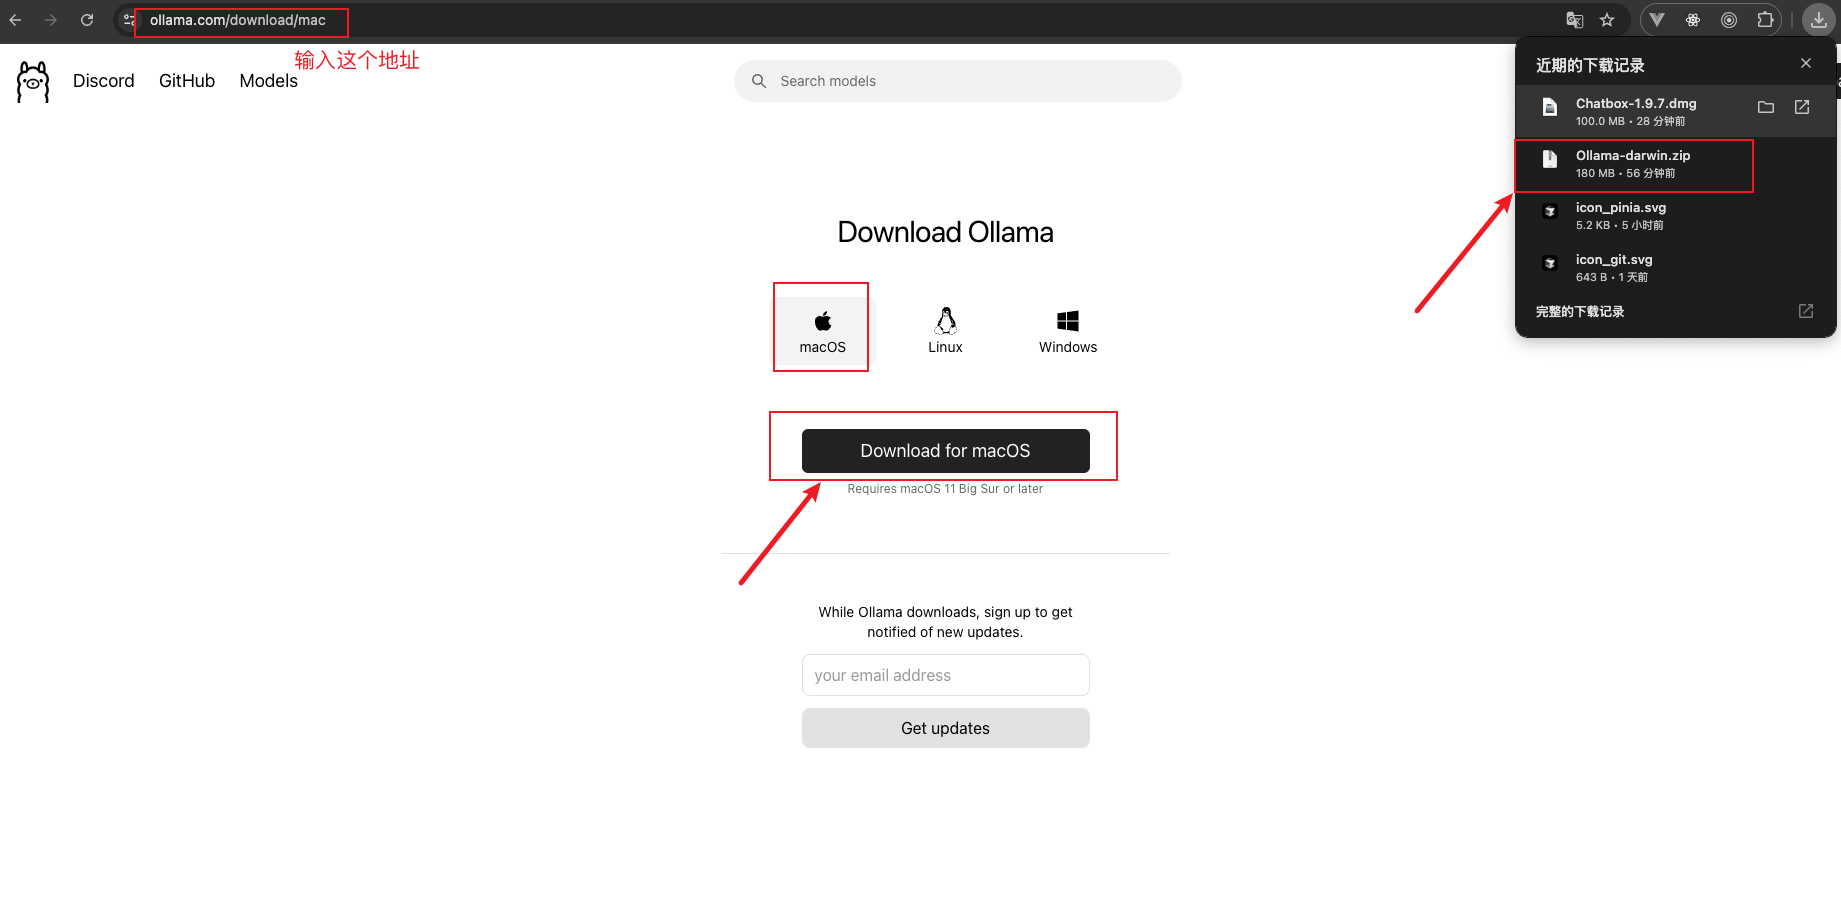 ollama.com/download/mac
输入这个地址
Discord
GitHub
Models
Search models
近期的下载记录
Chatbox-1.9.7.dmg
100.0 MB • 28 分钟前
Ollama-darwin.zip
180 MB • 56 分钟前
icon_pinia.svg
5.2 KB • 5 小时前
icon_git.svg
643 B • 1 天前
完整的下载记录
Download Ollama
macOS
Linux
Windows
Download for macOS
Requires macOS 11 Big Sur or later
While Ollama downloads, sign up to get
notified of new updates.
your email address
Get updates